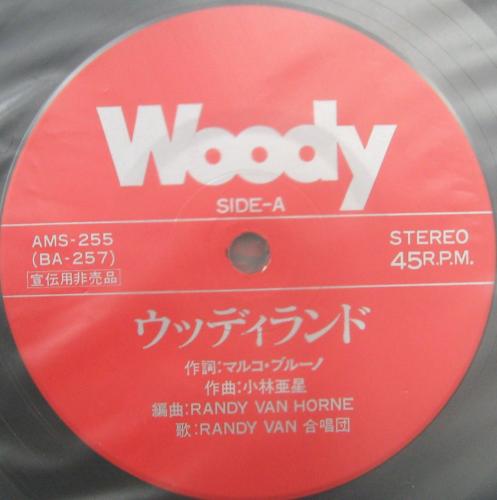 Woody
SIDE-A
AMS-255
(BA-257)
宣伝用非売品
STEREO
45R.P.M.
ウッディランド
作詞:マルコ・ブルーノ
作曲:小林亜星
編曲:RANDY VAN HORNE
歌:RANDY VAN 合唱団